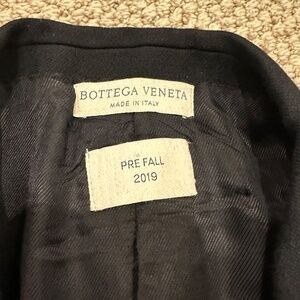 BOTTEGA VENETA
MADE IN ITALY
PRE FALL
2019